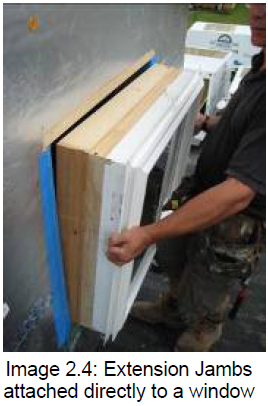 Image 2.4: Extension Jambs
attached directly to a window